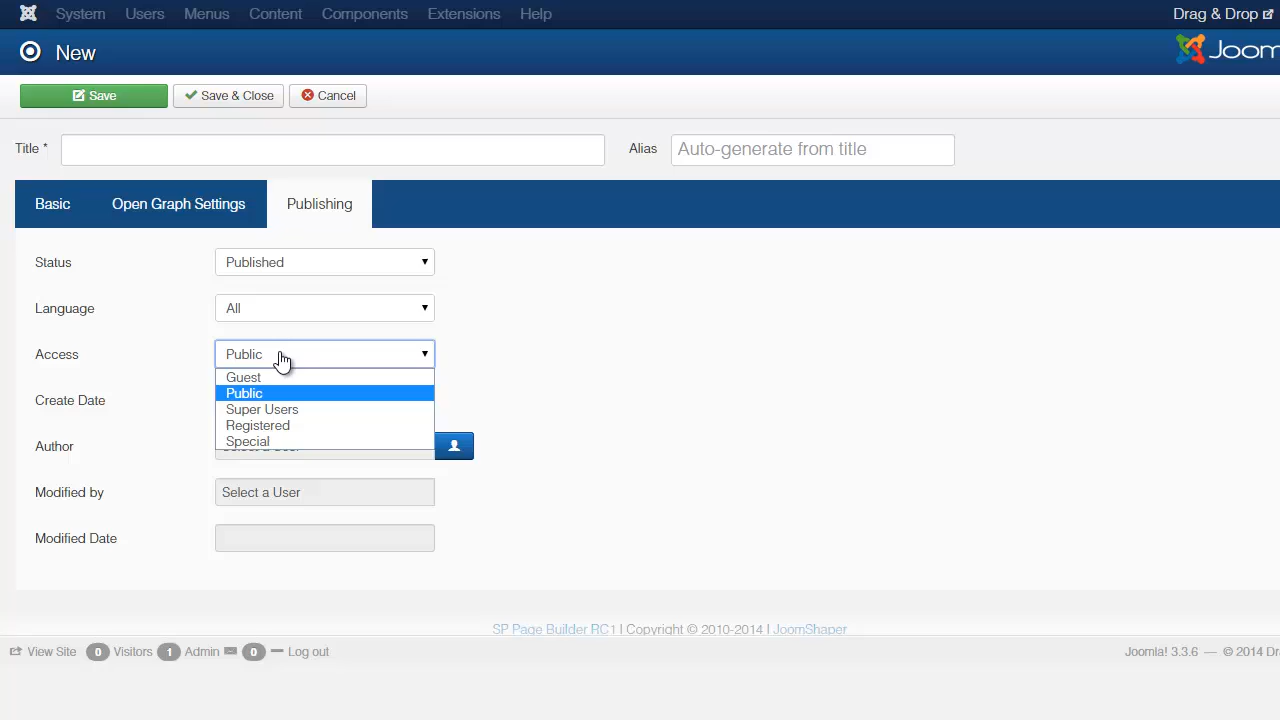 System Users Menus Content Components Extensions Help Drag & Drop
New Joom
Save Save & Close Cancel
Title * Alias Auto-generate from title
Basic Open Graph Settings Publishing
Status Published
Language All
Access Public
Guest
Public
Create Date
Super Users
Registered
Special
Author
Modified by Select a User
Modified Date
SP Page Builder RC1 | Copyright © 2010-2014 | JoomShaper
View Site 0 Visitors 1 Admin 0 Log out Joomla! 3.3.6 — © 2014 Dr